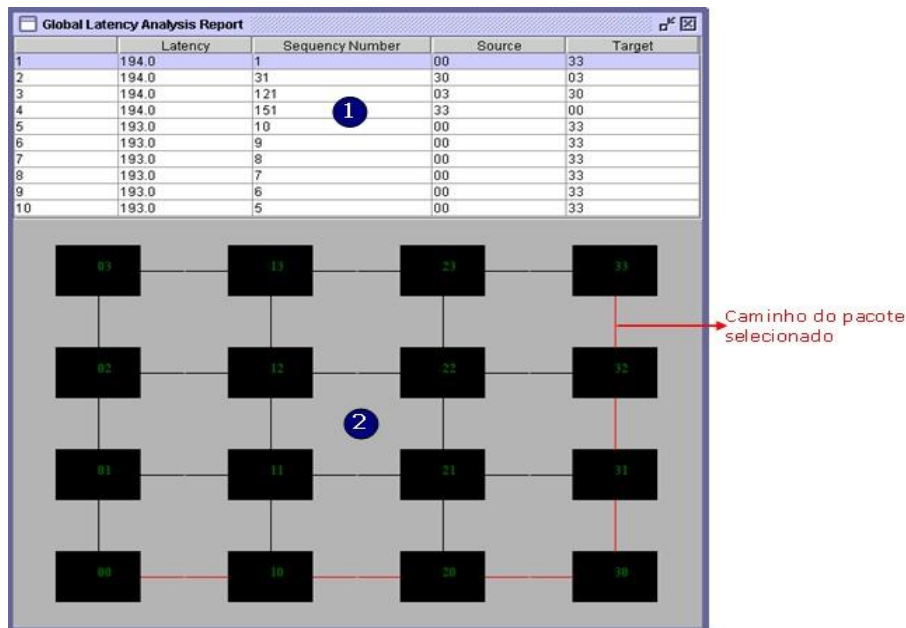 Global Latency Analysis Report
Latency Sequency Number Source Target
1 194.0 1 00 33
2 194.0 31 30 03
3 194.0 121 03 30
4 194.0 151 33 00
5 193.0 10 00 33
6 193.0 9 00 33
7 193.0 8 00 33
8 193.0 7 00 33
9 193.0 6 00 33
10 193.0 5 00 33
1
03 13 23 33
Caminho do pacote
selecionado
02 12 22 32
2
01 11 21 31
00 10 20 30